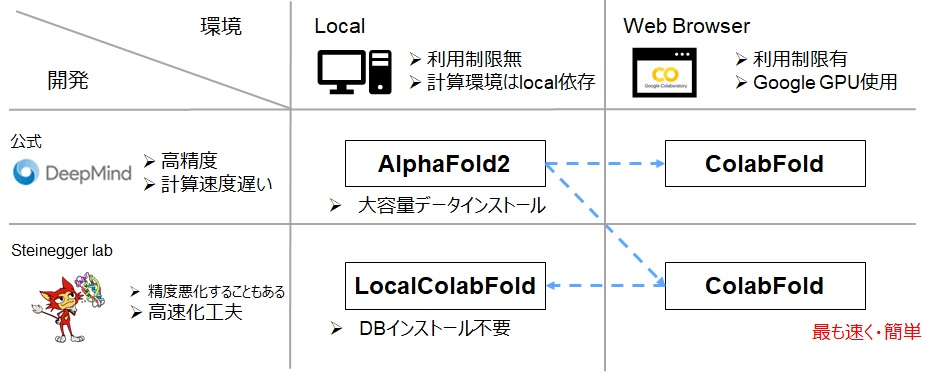 環境
開発
Local
➢ 利用制限無
➢ 計算環境はlocal依存
Web Browser
CO
Google Colaboratory
➢ 利用制限有
➢ Google GPU使用
公式
DeepMind
➢ 高精度
➢ 計算速度遅い
AlphaFold2
➢ 大容量データインストール
ColabFold
Steinegger lab
➢ 精度悪化することもある
➢ 高速化工夫
LocalColabFold
➢ DBインストール不要
ColabFold
最も速く・簡単